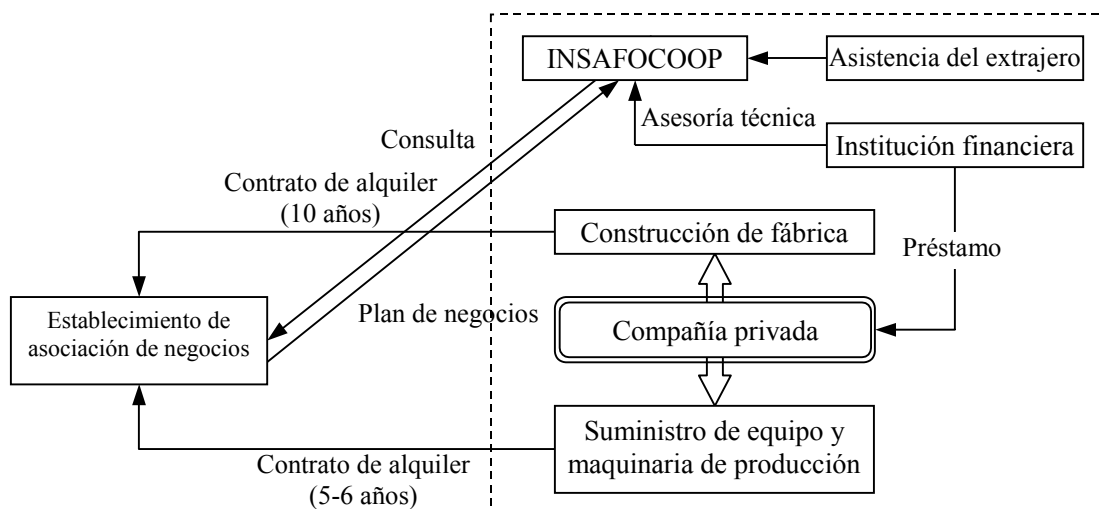 INSAFOCOOP
Asistencia del extrajero
Asesoría técnica
Institución financiera
Consulta
Contrato de alquiler
(10 años)
Construcción de fábrica
Préstamo
Establecimiento de
asociación de negocios
Plan de negocios
Compañía privada
Suministro de equipo y
maquinaria de producción
Contrato de alquiler
(5-6 años)